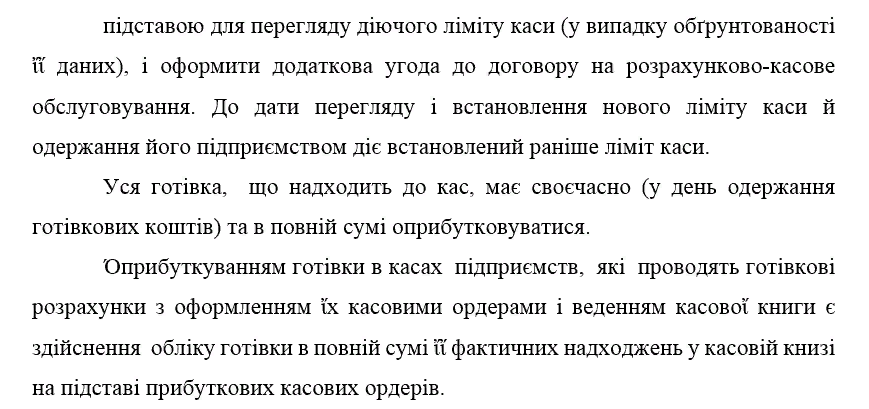 підставою для перегляду діючого ліміту каси (у випадку обґрунтованості
її даних), і оформити додаткова угода до договору на розрахунково-касове
обслуговування. До дати перегляду і встановлення нового ліміту каси й
одержання його підприємством діє встановлений раніше ліміт каси.
Уся готівка, що надходить до кас, має своєчасно (у день одержання
готівкових коштів) та в повній сумі оприбутковуватися.
Оприбуткуванням готівки в касах підприємств, які проводять готівкові
розрахунки з оформленням їх касовими ордерами і веденням касової книги є
здійснення обліку готівки в повній сумі її фактичних надходжень у касовій книзі
на підставі прибуткових касових ордерів.